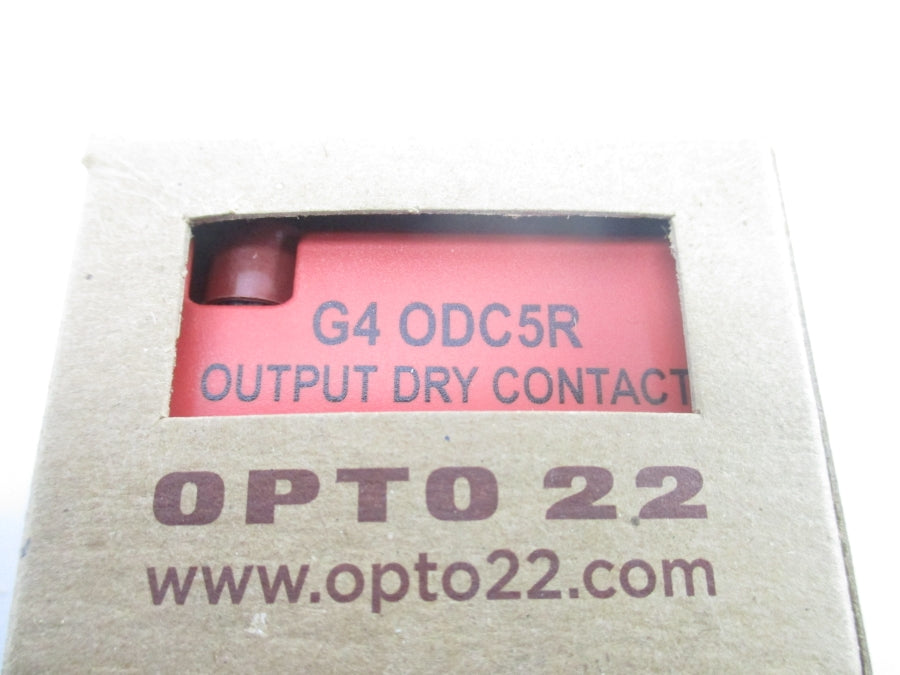 G4 ODC5R
OUTPUT DRY CONTACT
OPTO 22
www.opto22.com